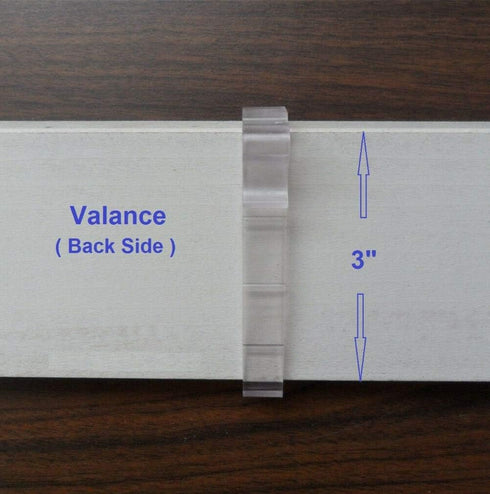 Valance
( Back Side )
3"